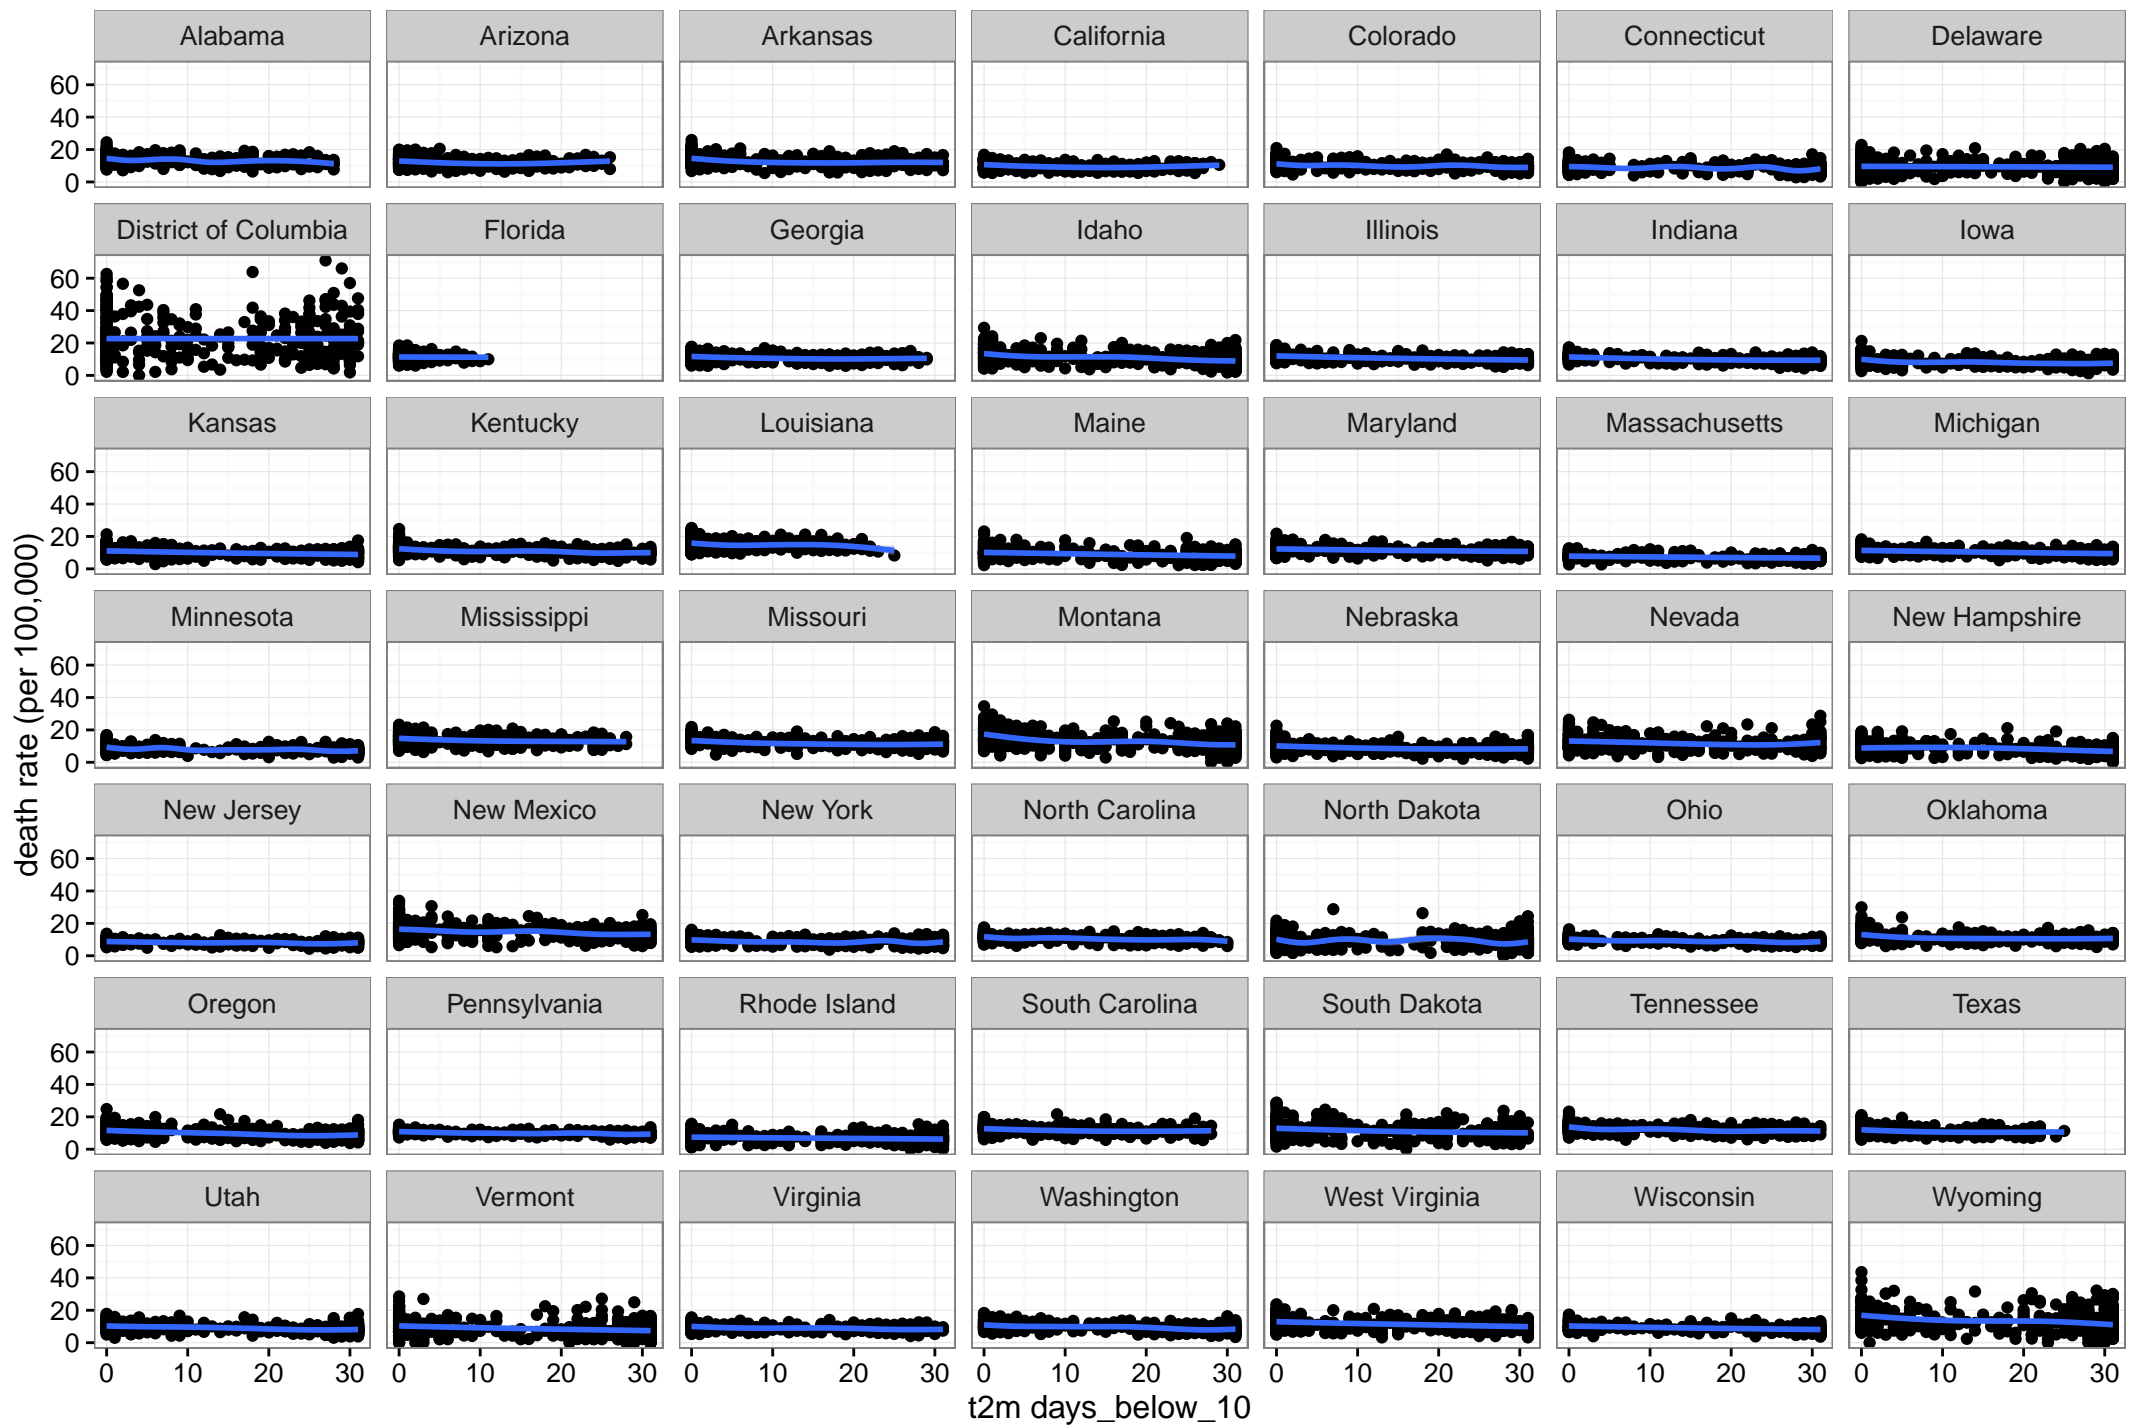 Alabama Arizona Arkansas California Colorado Connecticut Delaware
60
40
20
0
District of Columbia Florida Georgia Idaho Illinois Indiana Iowa
60
40
20
0
Kansas Kentucky Louisiana Maine Maryland Massachusetts Michigan
60
40
20
0
death rate (per 100,000)
Minnesota Mississippi Missouri Montana Nebraska Nevada New Hampshire
60
40
20
0
New Jersey New Mexico New York North Carolina North Dakota Ohio Oklahoma
60
40
20
0
Oregon Pennsylvania Rhode Island South Carolina South Dakota Tennessee Texas
60
40
20
0
Utah Vermont Virginia Washington West Virginia Wisconsin Wyoming
60
40
20
0
0 10 20 30 0 10 20 30 0 10 20 30 0 10 20 30 0 10 20 30 0 10 20 30 0 10 20 30
t2m days_below_10